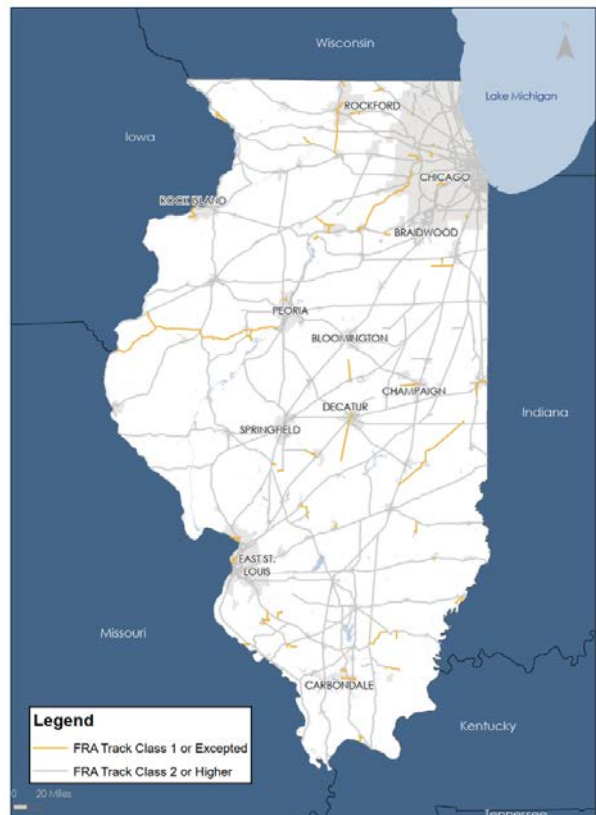 Wisconsin
N
Lake Michigan
ROCKFORD
Iowa
CHICAGO
ROCK ISLAND
BRAIDWOOD
PEORIA
BLOOMINGTON
CHAMPAIGN
DECATUR
Indiana
SPRINGFIELD
EAST ST.
LOUIS
Missouri
CARBONDALE
Kentucky
Legend
FRA Track Class 1 or Excepted
FRA Track Class 2 or Higher
0 20 Miles
Tennessee